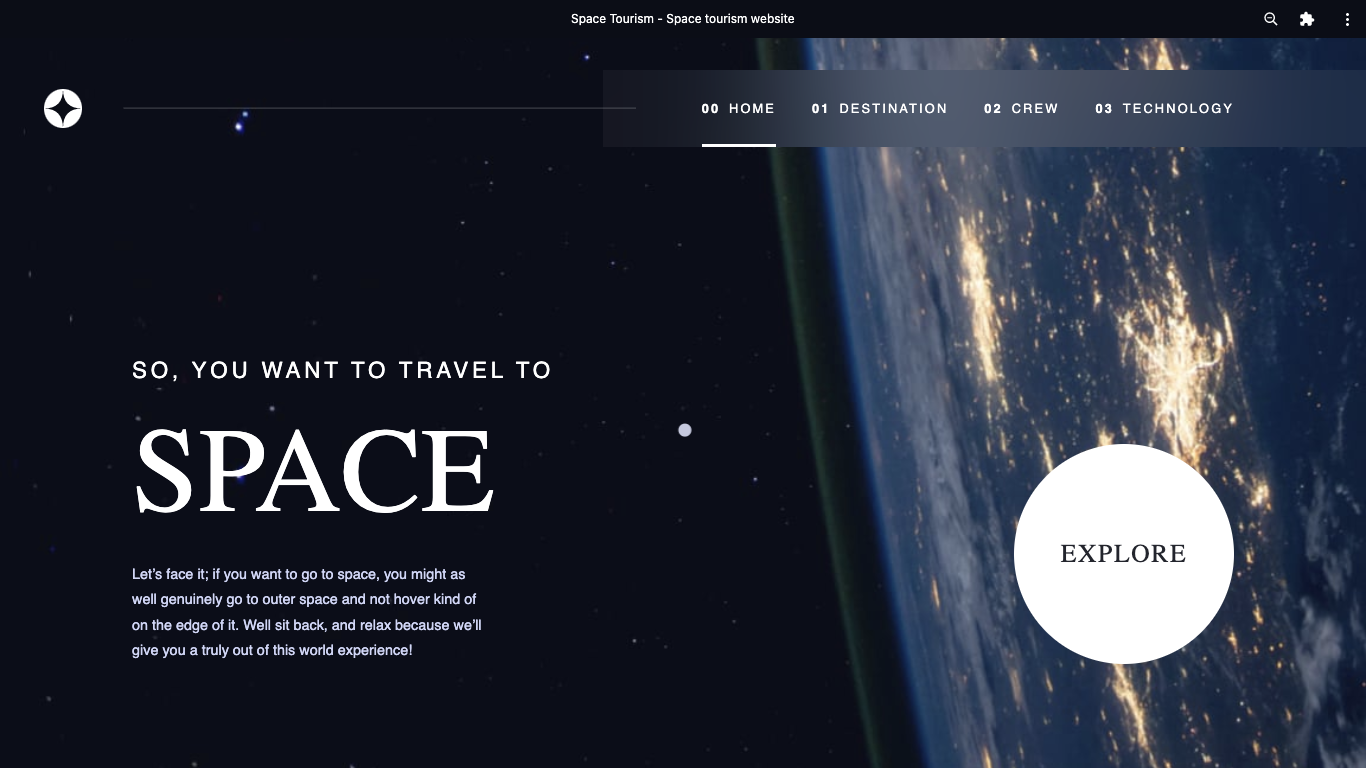 Space Tourism - Space tourism website
00 HOME 01 DESTINATION 02 CREW 03 TECHNOLOGY
SO, YOU WANT TO TRAVEL TO
SPACE
Let’s face it; if you want to go to space, you might as
well genuinely go to outer space and not hover kind of
on the edge of it. Well sit back, and relax because we’ll
give you a truly out of this world experience!
EXPLORE